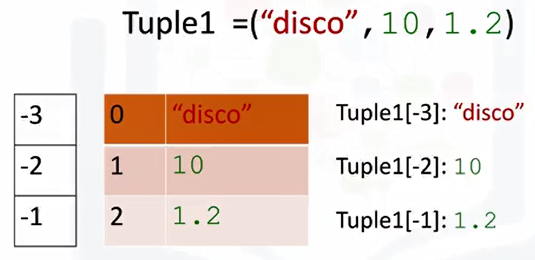 Tuple1 =(“disco”,10,1.2)
-3 0 “disco” Tuple1[-3]: “disco”
-2 1 10 Tuple1[-2]: 10
-1 2 1.2 Tuple1[-1]: 1.2